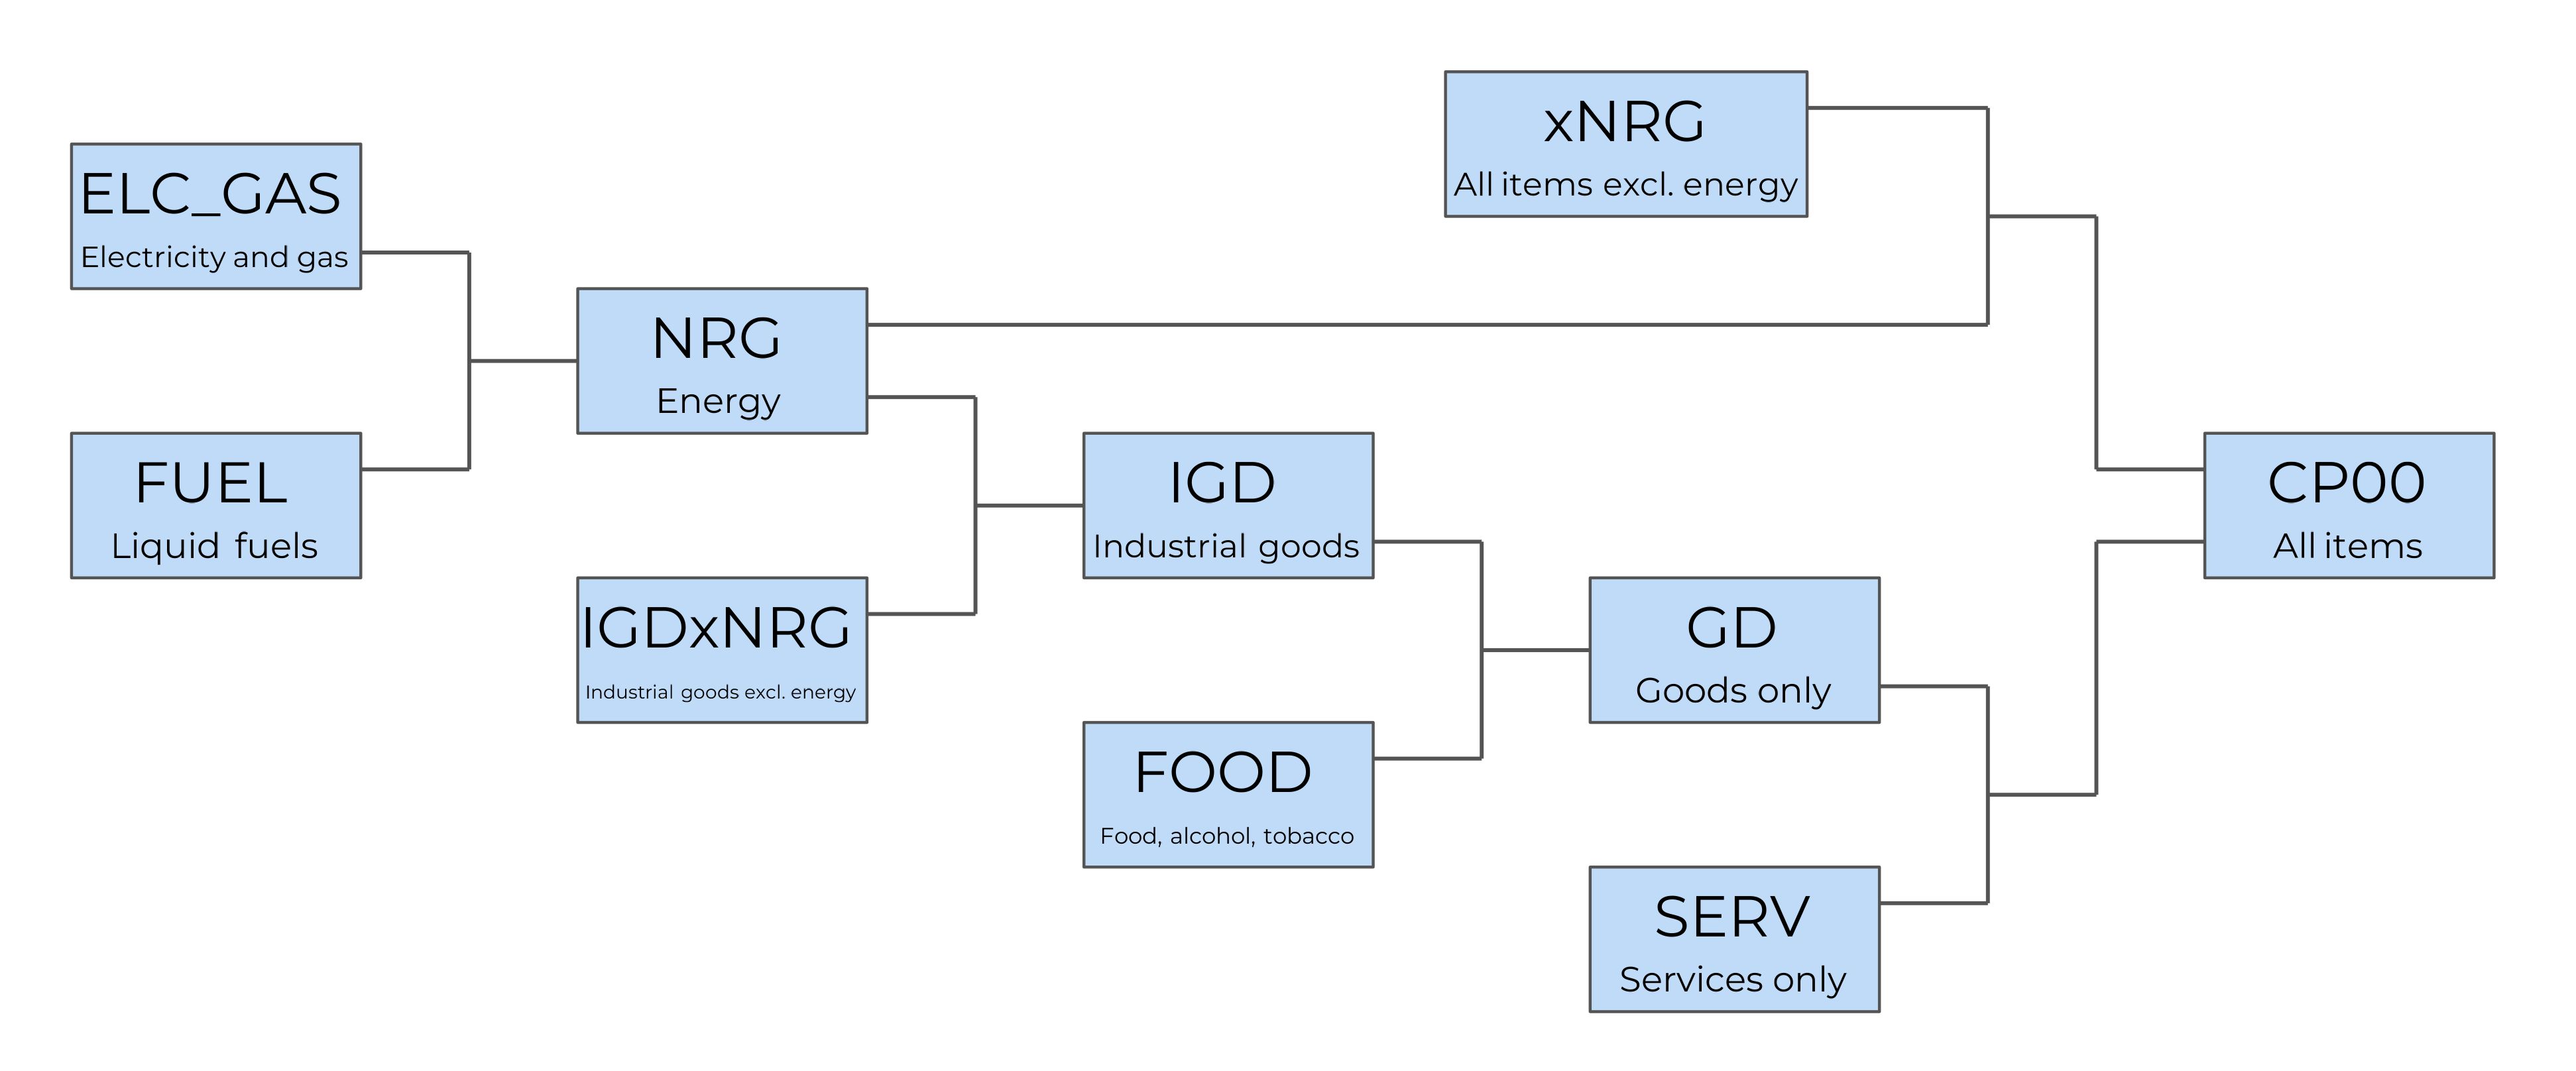 xNRG
All items excl. energy
ELC_GAS
Electricity and gas
NRG
Energy
FUEL
Liquid fuels
IGD
Industrial goods
CP00
All items
IGDxNRG
Industrial goods excl. energy
GD
Goods only
FOOD
Food, alcohol, tobacco
SERV
Services only